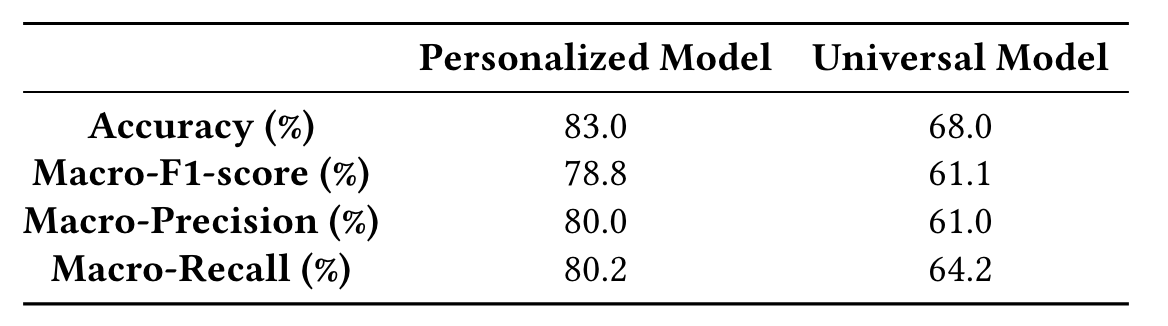 Personalized Model Universal Model
Accuracy (%) 83.0 68.0
Macro-F1-score (%) 78.8 61.1
Macro-Precision (%) 80.0 61.0
Macro-Recall (%) 80.2 64.2